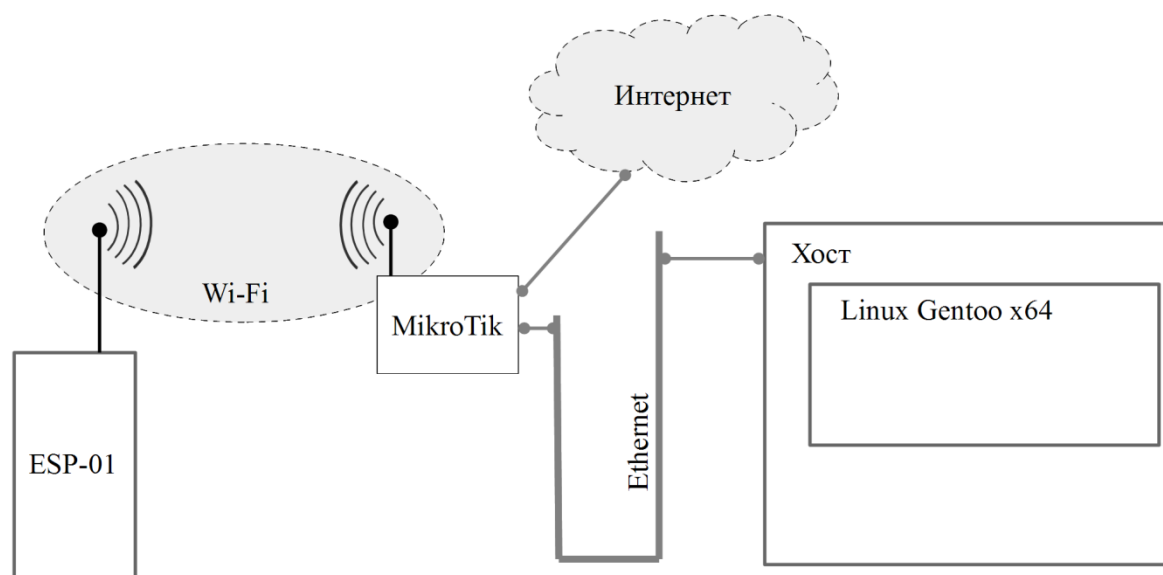 Интернет
Хост
Linux Gentoo x64
Wi-Fi
MikroTik
Ethernet
ESP-01